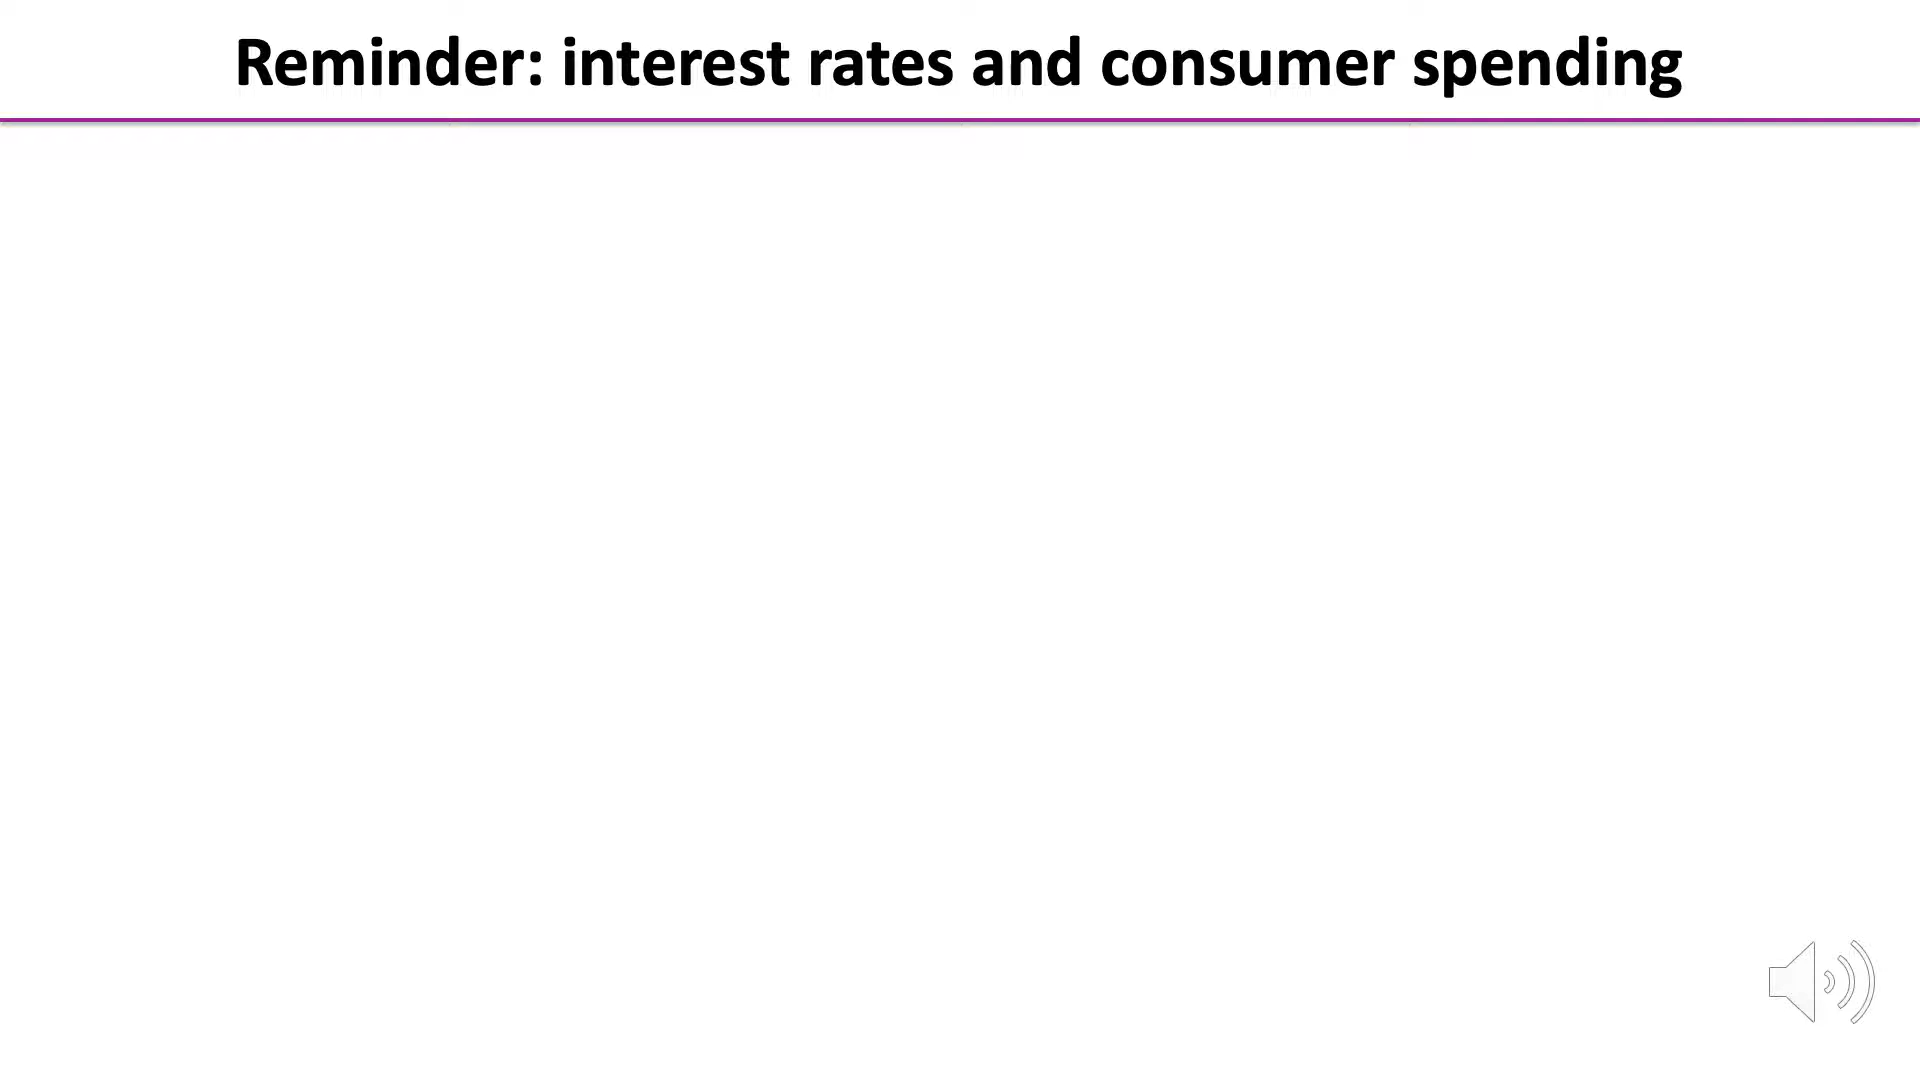 Reminder: interest rates and consumer spending